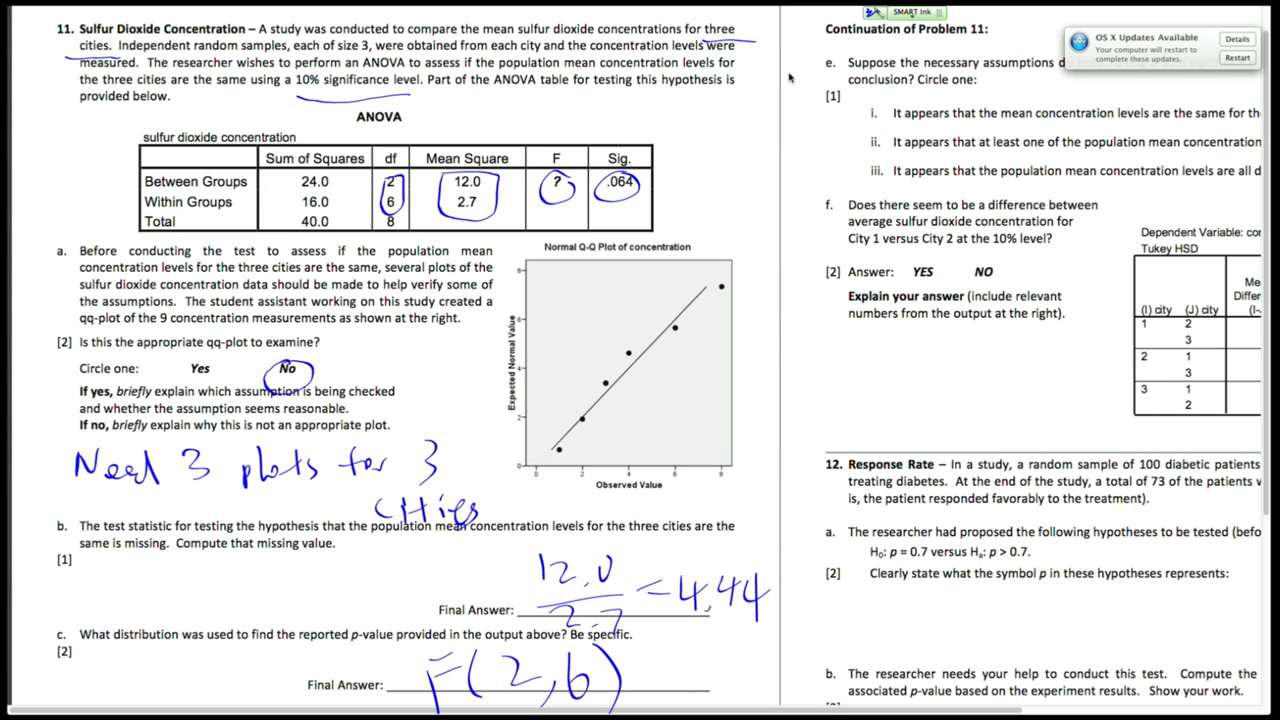 11. Sulfur Dioxide Concentration – A study was conducted to compare the mean sulfur dioxide concentrations for three
cities. Independent random samples, each of size 3, were obtained from each city and the concentration levels were
measured. The researcher wishes to perform an ANOVA to assess if the population mean concentration levels for
the three cities are the same using a 10% significance level. Part of the ANOVA table for testing this hypothesis is
provided below.
ANOVA
sulfur dioxide concentration
Sum of Squares df Mean Square F Sig.
Between Groups 24.0 2 12.0 ? .064
Within Groups 16.0 6 2.7
Total 40.0 8
a. Before conducting the test to assess if the population mean
concentration levels for the three cities are the same, several plots of the
sulfur dioxide concentration data should be made to help verify some of
the assumptions. The student assistant working on this study created a
qq-plot of the 9 concentration measurements as shown at the right.
[2] Is this the appropriate qq-plot to examine?
Circle one: Yes No
If yes, briefly explain which assumption is being checked
and whether the assumption seems reasonable.
If no, briefly explain why this is not an appropriate plot.
Need 3 plots for 3
cities
Normal Q-Q Plot of concentration
Expected Normal Value
8
6
4
2
0
0 2 4 6 8
Observed Value
b. The test statistic for testing the hypothesis that the population mean concentration levels for the three cities are the
same is missing. Compute that missing value.
[1]
Final Answer: 12.0 / 2.7 = 4.44
c. What distribution was used to find the reported p-value provided in the output above? Be specific.
[2]
Final Answer: F(2,6)
SMART Ink
Continuation of Problem 11:
OS X Updates Available
Your computer will restart to
complete these updates.
Details
Restart
e. Suppose the necessary assumptions
conclusion? Circle one:
[1]
i. It appears that the mean concentration levels are the same for th
ii. It appears that at least one of the population mean concentration
iii. It appears that the population mean concentration levels are all d
f. Does there seem to be a difference between
average sulfur dioxide concentration for
City 1 versus City 2 at the 10% level?
[2] Answer: YES NO
Explain your answer (include relevant
numbers from the output at the right).
Dependent Variable: cor
Tukey HSD
Me
Differ
(I) city (J) city (I-
1 2
3
2 1
3
3 1
2
12. Response Rate – In a study, a random sample of 100 diabetic patients
treating diabetes. At the end of the study, a total of 73 of the patients w
is, the patient responded favorably to the treatment).
a. The researcher had proposed the following hypotheses to be tested (befo
H0: p = 0.7 versus Ha: p > 0.7.
[2] Clearly state what the symbol p in these hypotheses represents:
b. The researcher needs your help to conduct this test. Compute the
associated p-value based on the experiment results. Show your work.